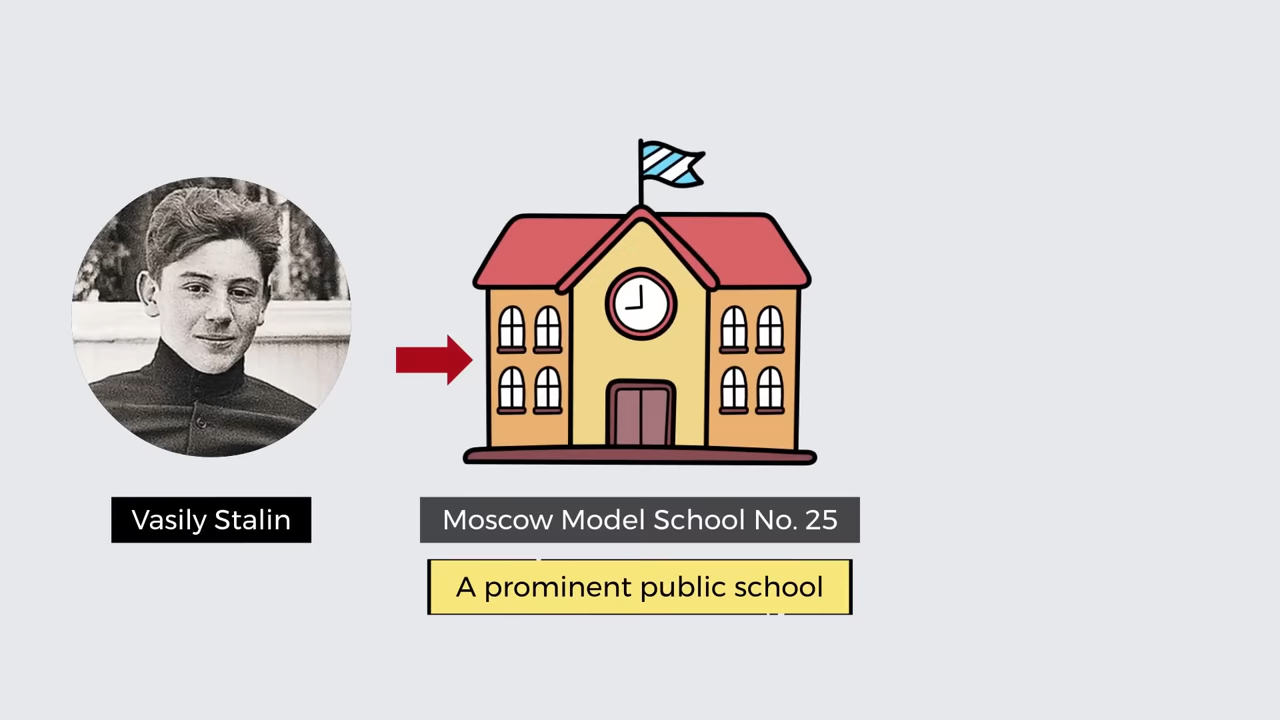 Vasily Stalin
Moscow Model School No. 25
A prominent public school